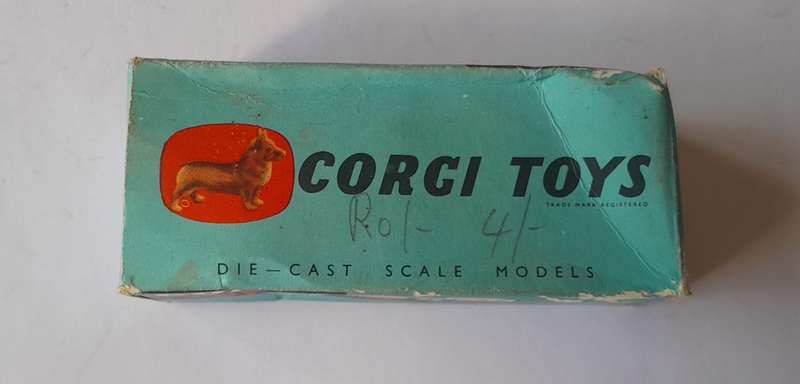 CORGI TOYS
TRADE MARK REGISTERED
4/-
DIE—CAST SCALE MODELS